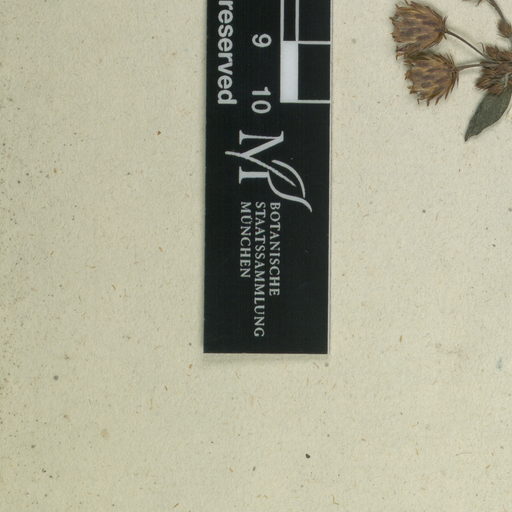 reserved
9 10
M
BOTANISCHE
STAATSSAMMLUNG
MÜNCHEN